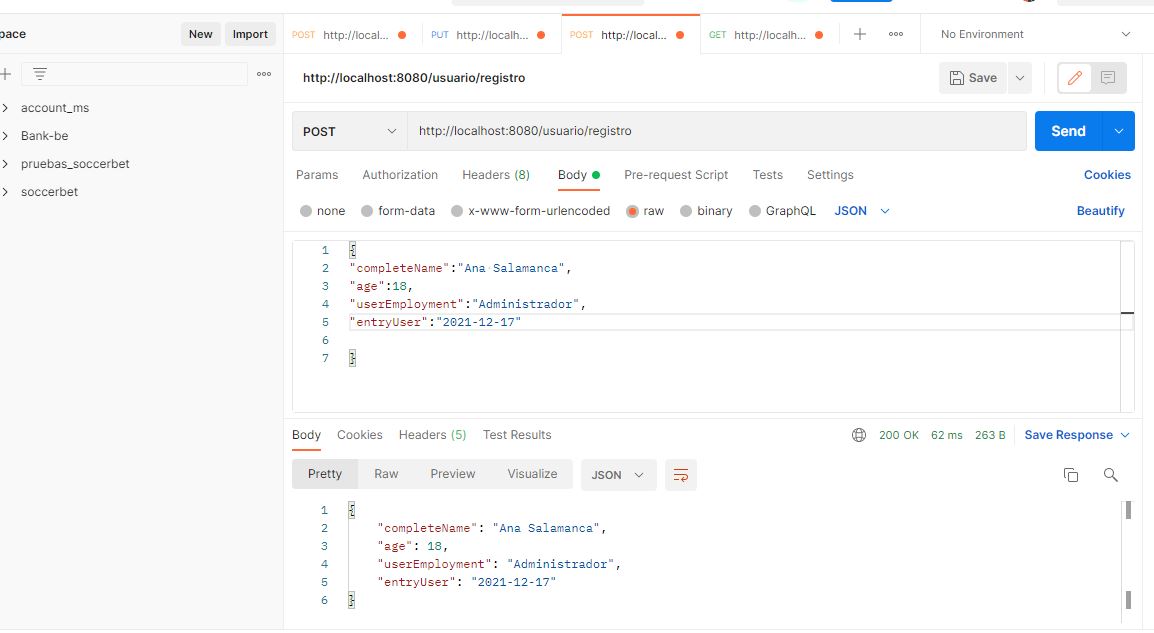 pace New Import
POST http://local... PUT http://localh... POST http://local... GET http://localh... No Environment
http://localhost:8080/usuario/registro Save
account_ms
Bank-be
pruebas_soccerbet
soccerbet
POST http://localhost:8080/usuario/registro Send
Params Authorization Headers (8) Body Pre-request Script Tests Settings Cookies
none form-data x-www-form-urlencoded raw binary GraphQL JSON Beautify
1 {
2 "completeName":"Ana Salamanca",
3 "age":18,
4 "userEmployment":"Administrador",
5 "entryUser":"2021-12-17"
6
7 }
Body Cookies Headers (5) Test Results 200 OK 62 ms 263 B Save Response
Pretty Raw Preview Visualize JSON
1 {
2 "completeName": "Ana Salamanca",
3 "age": 18,
4 "userEmployment": "Administrador",
5 "entryUser": "2021-12-17"
6 }